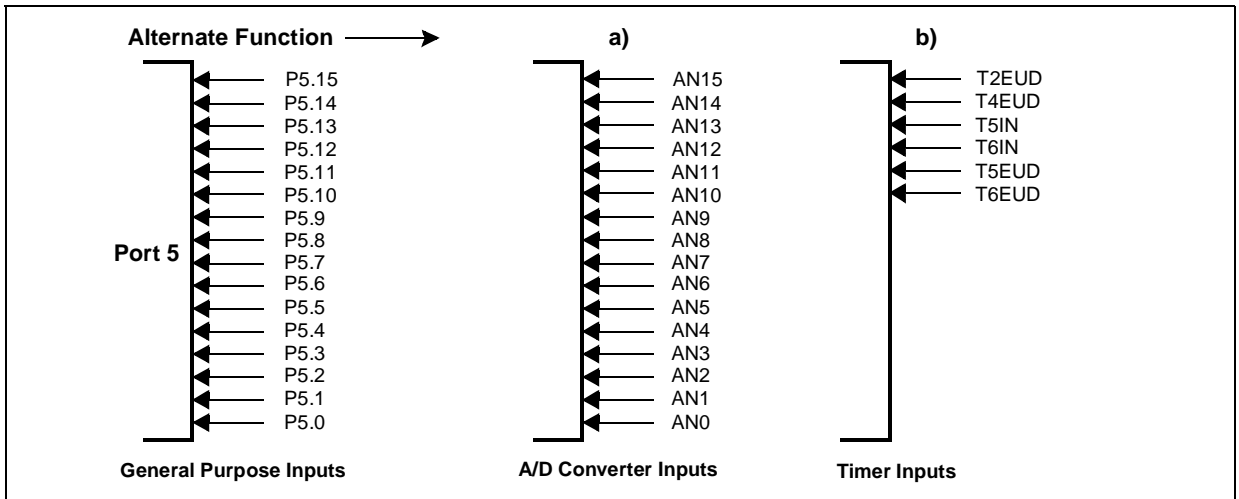 Alternate Function a) b)
P5.15 AN15 T2EUD
P5.14 AN14 T4EUD
P5.13 AN13 T5IN
P5.12 AN12 T6IN
P5.11 AN11 T5EUD
P5.10 AN10 T6EUD
P5.9 AN9
P5.8 AN8
Port 5
P5.7 AN7
P5.6 AN6
P5.5 AN5
P5.4 AN4
P5.3 AN3
P5.2 AN2
P5.1 AN1
P5.0 AN0
General Purpose Inputs A/D Converter Inputs Timer Inputs